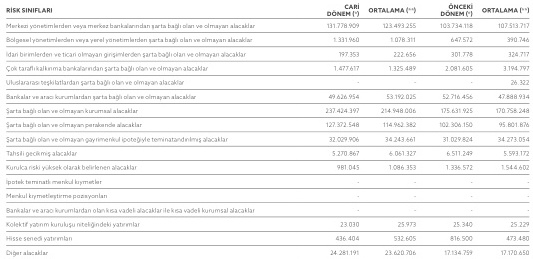 RİSK SINIFLARI CARİ DÖNEM (*) ORTALAMA (**) ÖNCEKİ DÖNEM (*) ORTALAMA (**)
Merkezi yönetimlerden veya merkez bankalarından şarta bağlı olan ve olmayan alacaklar 131.778.909 123.493.255 103.734.118 107.513.717
Bölgesel yönetimlerden veya yerel yönetimlerden şarta bağlı olan ve olmayan alacaklar 1.331.960 1.078.311 647.572 390.746
İdari birimlerden ve ticari olmayan girişimlerden şarta bağlı olan ve olmayan alacaklar 197.353 222.656 301.778 324.717
Çok taraflı kalkınma bankalarından şarta bağlı olan ve olmayan alacaklar 1.477.617 1.325.489 2.081.605 3.194.797
Uluslararası teşkilatlardan şarta bağlı olan ve olmayan alacaklar - - - 26.322
Bankalar ve aracı kurumlardan şarta bağlı olan ve olmayan alacaklar 49.626.954 53.192.025 52.716.456 47.888.934
Şarta bağlı olan ve olmayan kurumsal alacaklar 237.424.397 214.948.006 175.631.925 170.758.248
Şarta bağlı olan ve olmayan perakende alacaklar 127.372.548 114.962.382 102.306.150 95.801.876
Şarta bağlı olan ve olmayan gayrimenkul ipoteğiyle teminatlandırılmış alacaklar 32.029.906 34.243.661 31.029.824 34.273.054
Tahsili gecikmiş alacaklar 5.270.867 6.061.327 6.511.249 5.593.172
Kurulca riski yüksek olarak belirlenen alacaklar 981.045 1.086.353 1.336.572 1.544.602
İpotek teminatlı menkul kıymetler - - - -
Menkul kıymetleştirme pozisyonları - - - -
Bankalar ve aracı kurumlardan olan kısa vadeli alacaklar ile kısa vadeli kurumsal alacaklar - - - -
Kolektif yatırım kuruluşu niteliğindeki yatırımlar 23.030 25.973 25.340 25.229
Hisse senedi yatırımları 436.404 532.605 816.500 473.480
Diğer alacaklar 24.281.191 23.620.706 17.134.759 17.170.650